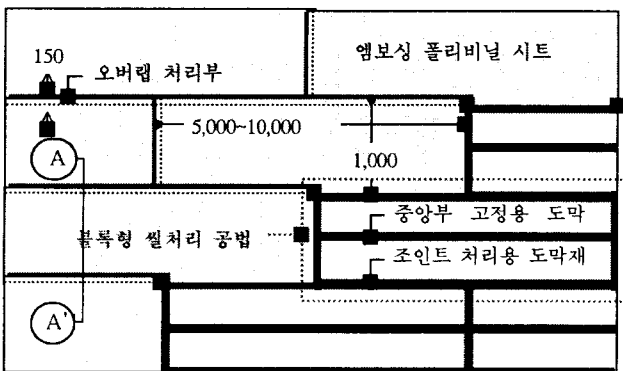 150
오버랩 처리부
엠보싱 폴리비닐 시트
5,000~10,000
A
1,000
중앙부 고정용 도막
블록형 씰처리 공법
조인트 처리용 도막재
A'